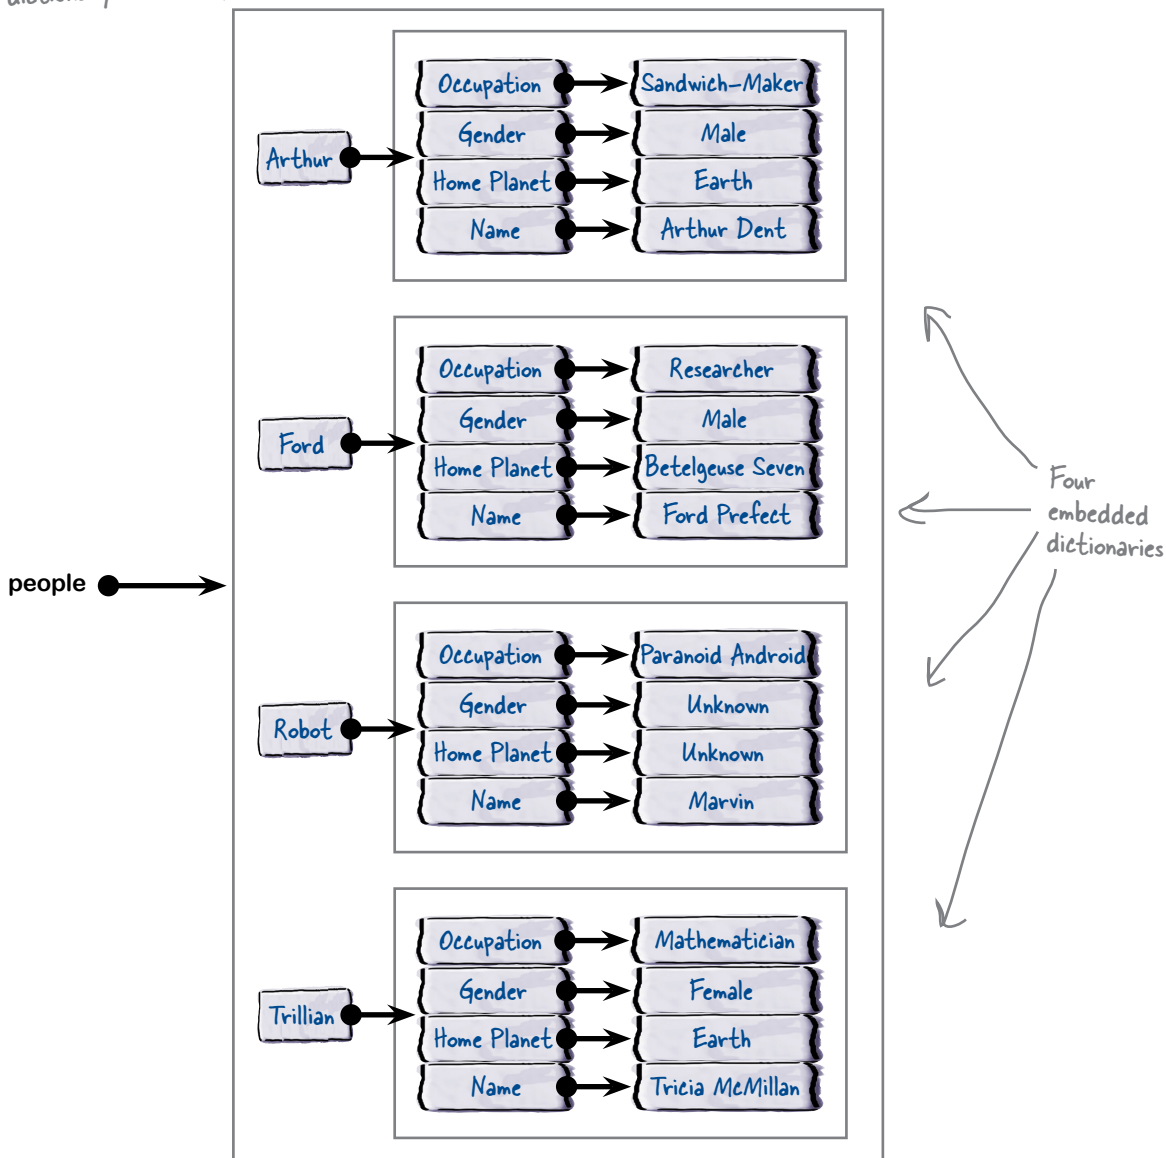 Occupation Sandwich-Maker
Gender Male
Arthur
Home Planet Earth
Name Arthur Dent
Occupation Researcher
Gender Male
Ford
Home Planet Betelgeuse Seven
Name Ford Prefect
Four
embedded
dictionaries
people
Occupation Paranoid Android
Gender Unknown
Robot
Home Planet Unknown
Name Marvin
Occupation Mathematician
Gender Female
Trillian
Home Planet Earth
Name Tricia McMillan